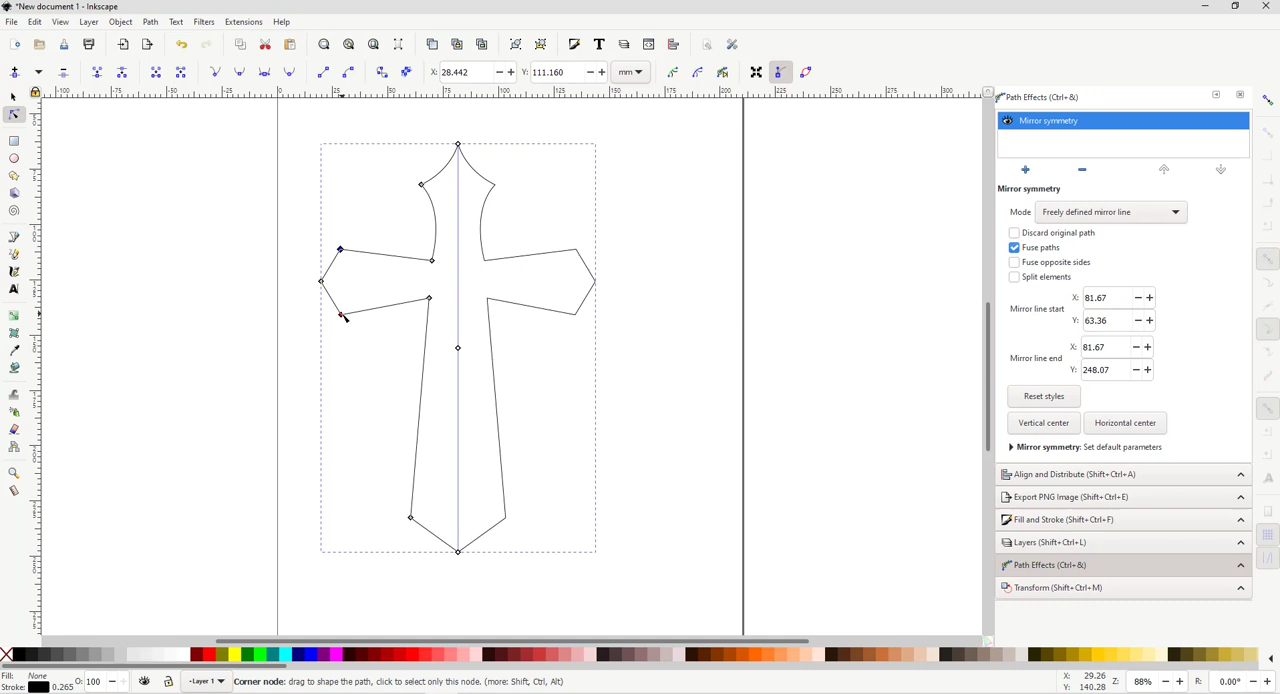 *New document 1 - Inkscape
File Edit View Layer Object Path Text Filters Extensions Help
X: 28.442 Y: 111.160 mm
Path Effects (Ctrl+&)
Mirror symmetry
Mirror symmetry
Mode Freely defined mirror line
Discard original path
Fuse paths
Fuse opposite sides
Split elements
Mirror line start X: 81.67
Y: 63.36
Mirror line end X: 81.67
Y: 248.07
Reset styles
Vertical center Horizontal center
Mirror symmetry: Set default parameters
Align and Distribute (Shift+Ctrl+A)
Export PNG Image (Shift+Ctrl+E)
Fill and Stroke (Shift+Ctrl+F)
Layers (Shift+Ctrl+L)
Path Effects (Ctrl+&)
Transform (Shift+Ctrl+M)
Fill: None
Stroke: 0.265
O: 100
Layer 1
Corner node: drag to shape the path, click to select only this node. (more: Shift, Ctrl, Alt)
X: 29.26
Y: 140.28
Z: 88%
R: 0.00°